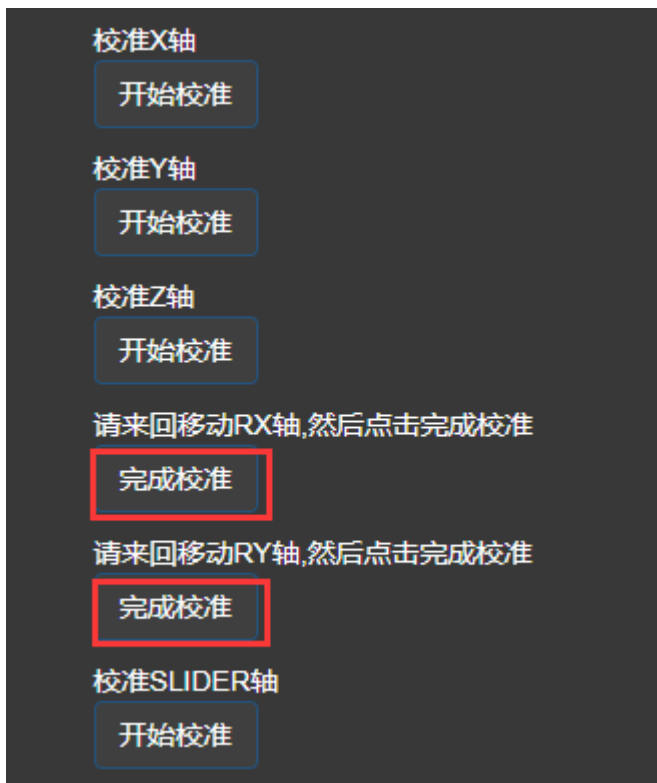 校准X轴
开始校准
校准Y轴
开始校准
校准Z轴
开始校准
请来回移动RX轴,然后点击完成校准
完成校准
请来回移动RY轴,然后点击完成校准
完成校准
校准SLIDER轴
开始校准